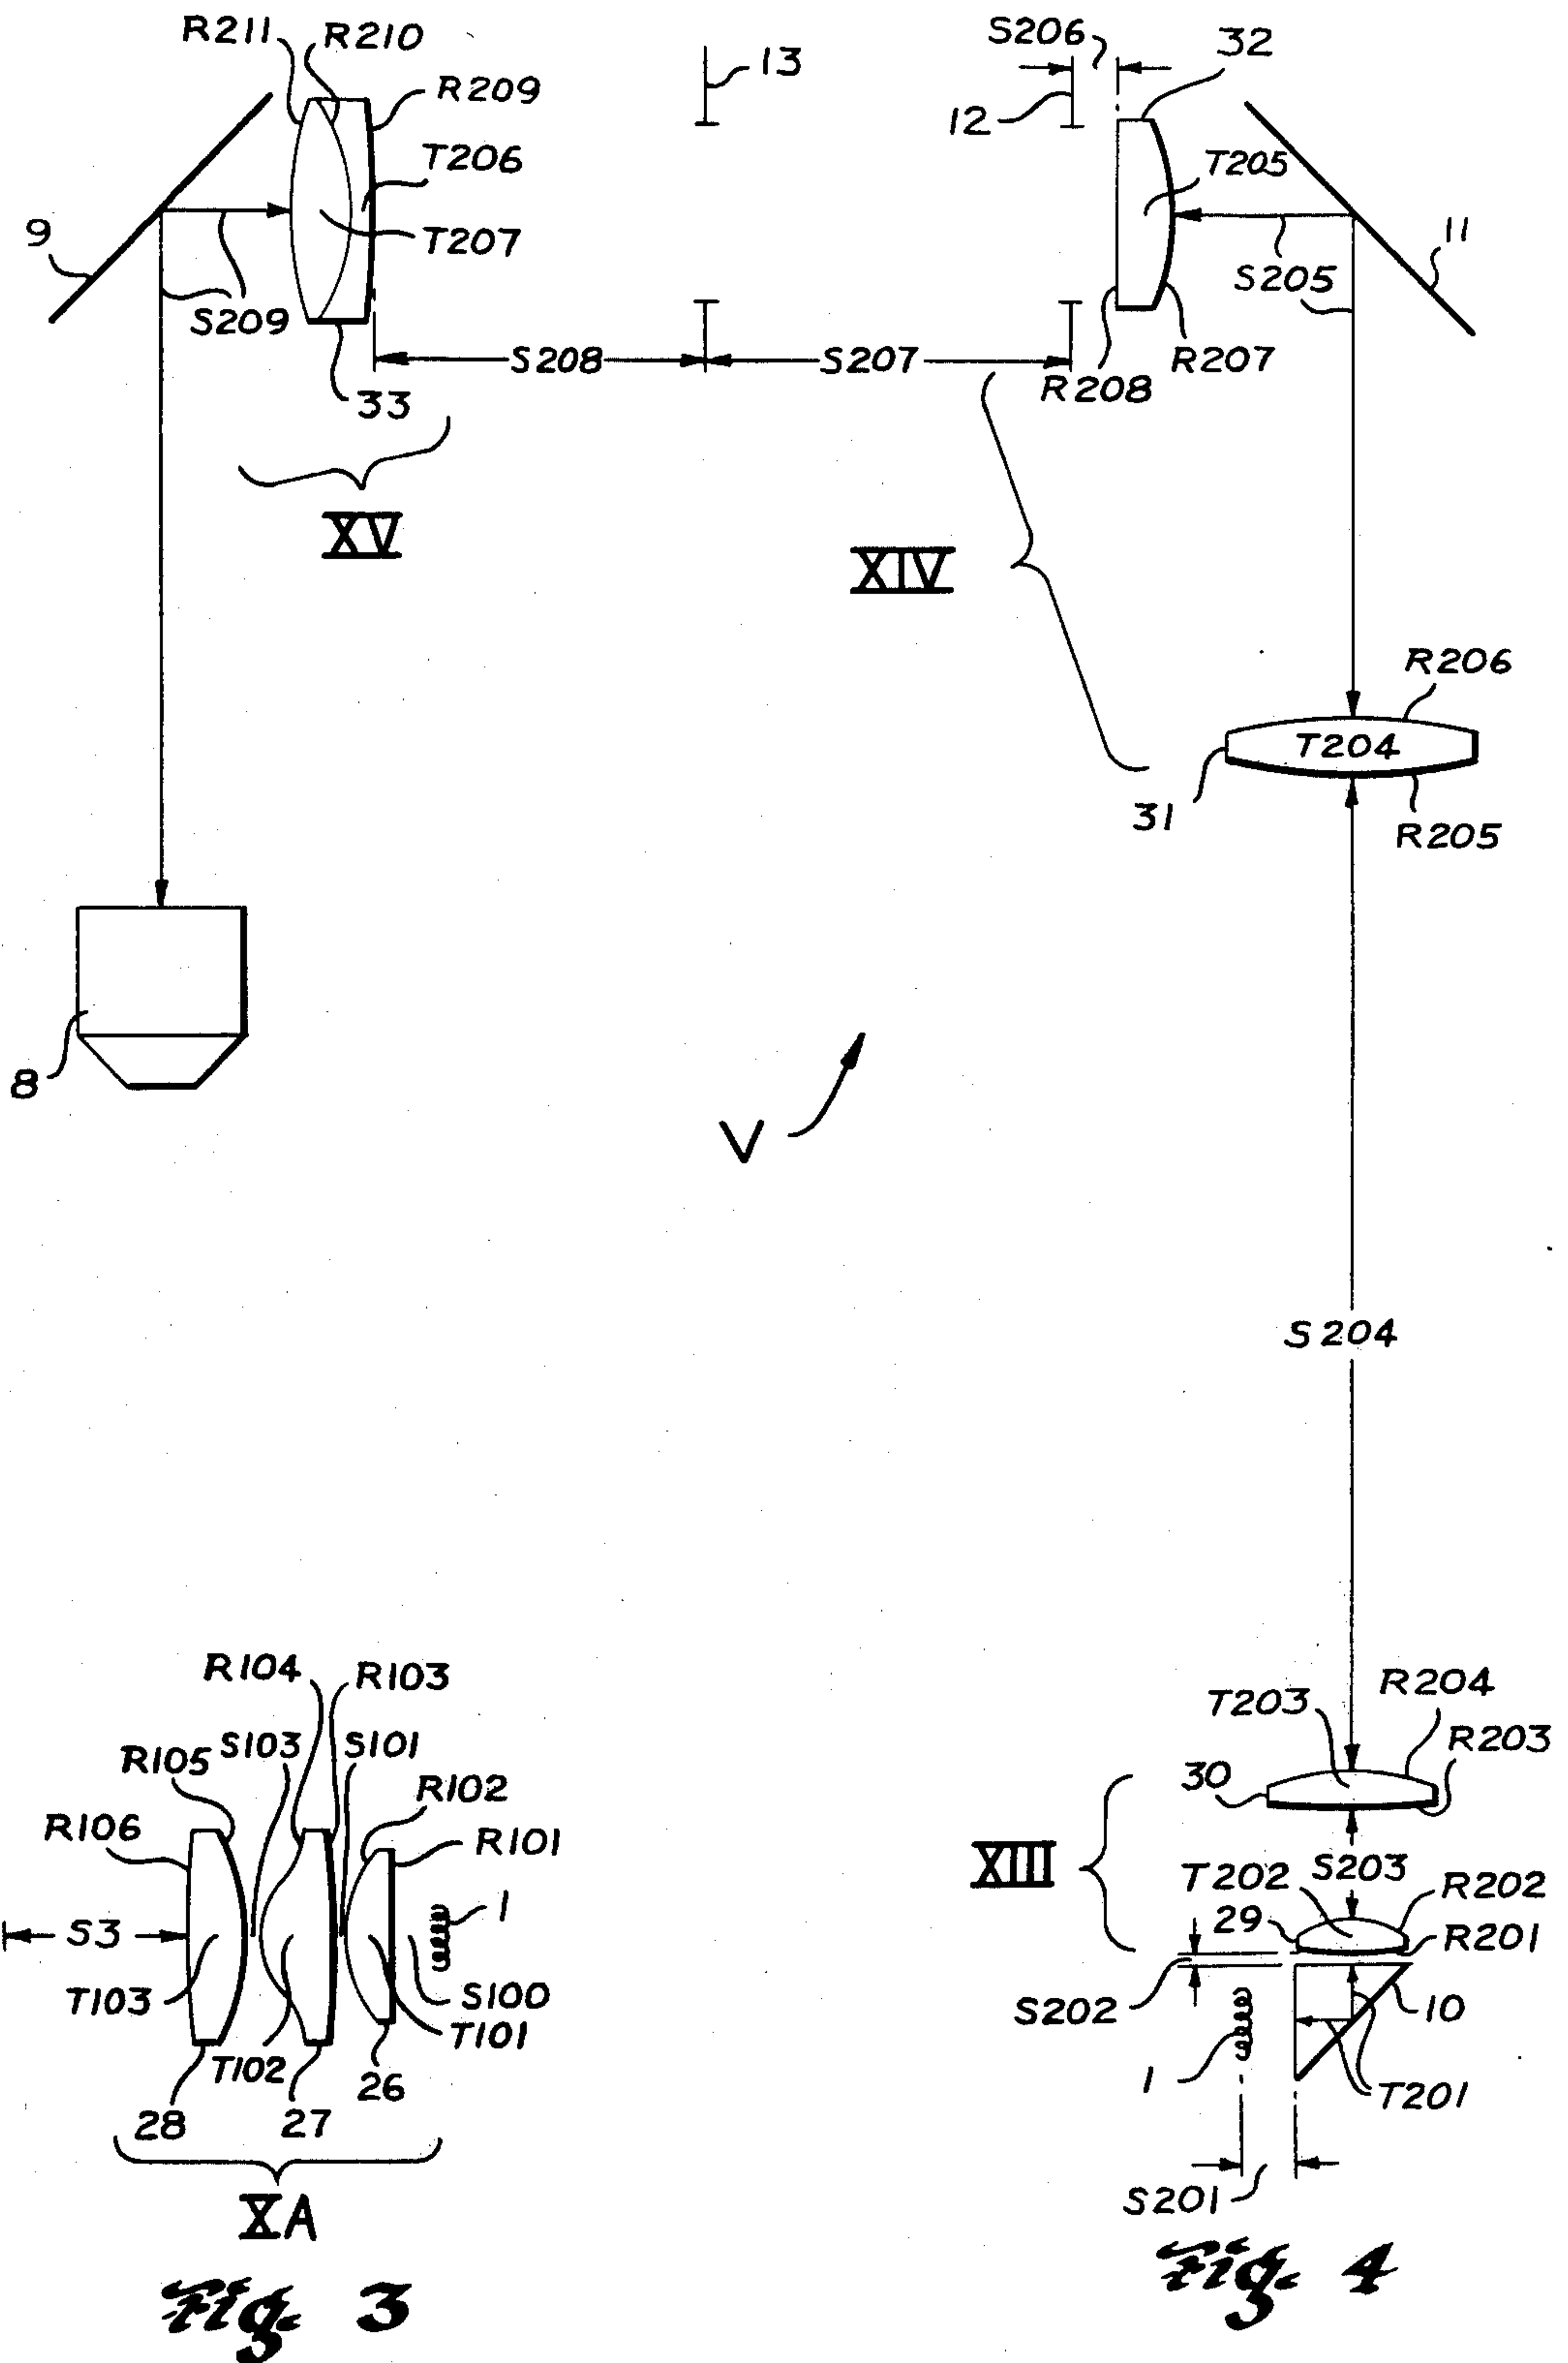 R211
R210
R209
T206
T207
9
S209
33
13
S208
S207
S206
12
32
T205
S205
11
R208
R207
XV
XIV
R206
T204
31
R205
8
V
S204
R104
R103
R105
S103
S101
R102
R106
R101
1
S3
T103
S100
T101
T102
26
28
27
XA
Fig. 3
T203
R204
R203
30
XIII
S203
T202
R202
29
R201
S202
10
1
T201
S201
Fig. 4